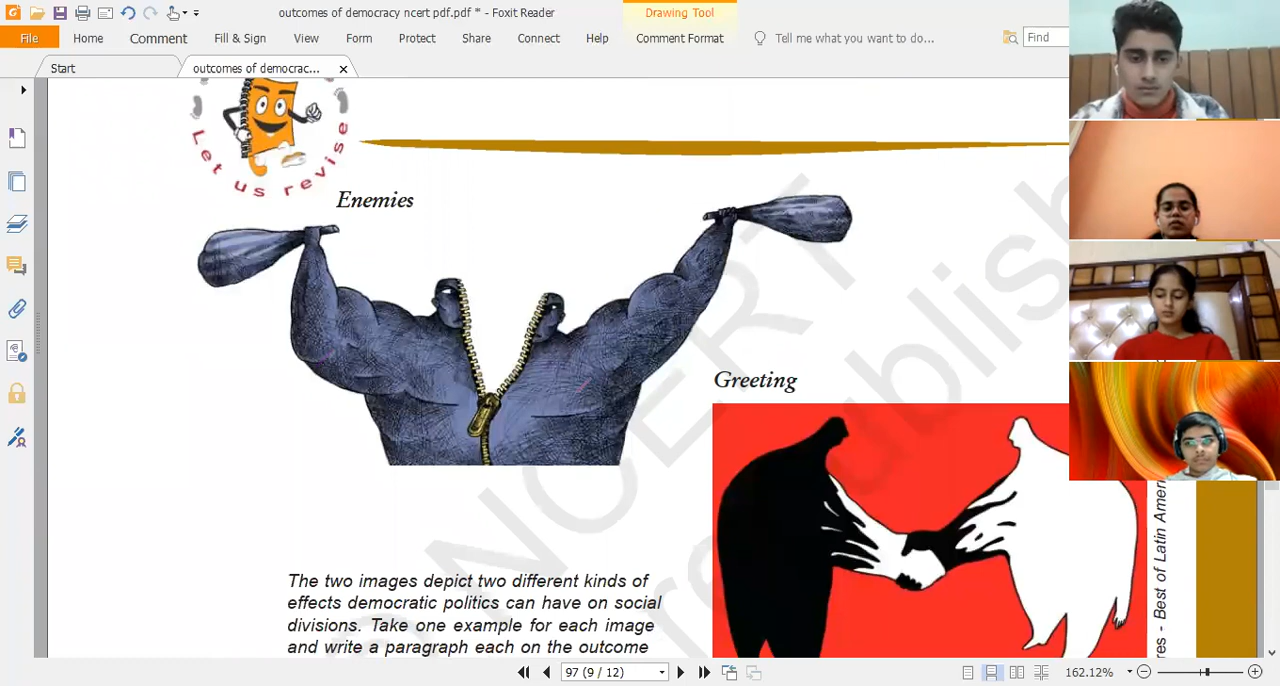 outcomes of democracy ncert pdf.pdf * - Foxit Reader
Drawing Tool
File
Home
Comment
Fill & Sign
View
Form
Protect
Share
Connect
Help
Comment Format
Tell me what you want to do...
Find
Start
outcomes of democrac...
Let us revise
Enemies
Greeting
NCERT
The two images depict two different kinds of
effects democratic politics can have on social
divisions. Take one example for each image
and write a paragraph each on the outcome
res - Best of Latin Amer
97 (9 / 12)
162.12%